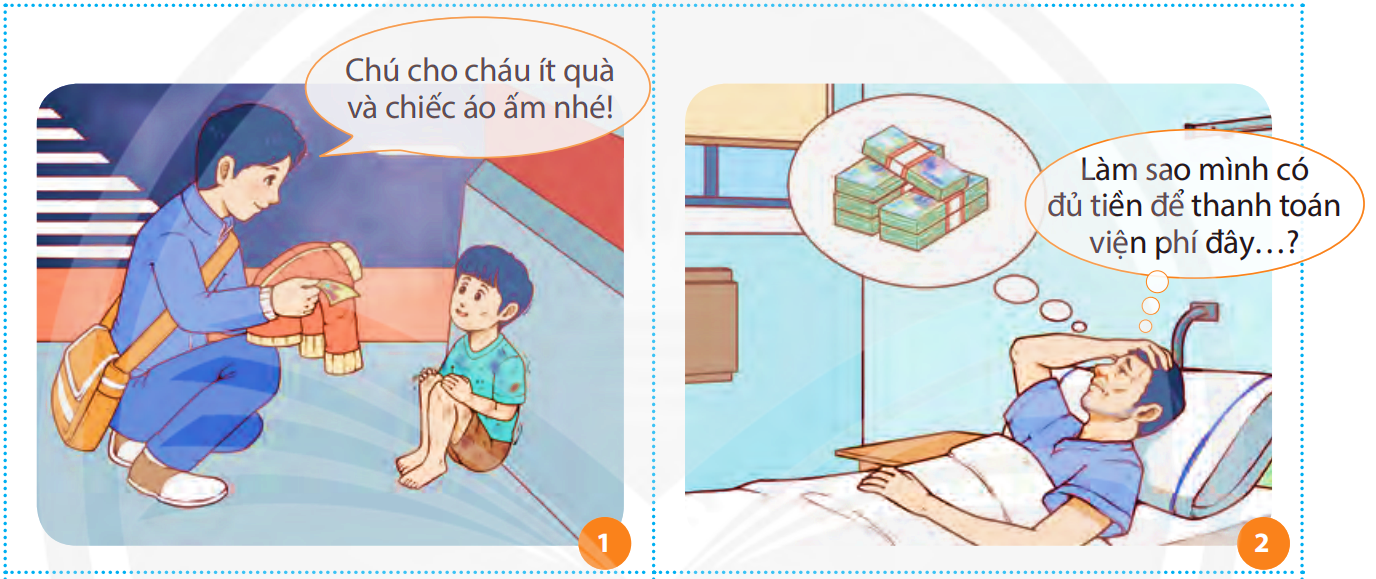 Chú cho cháu ít quà
và chiếc áo ấm nhé!
1
Làm sao mình có
đủ tiền để thanh toán
viện phí đây...?
2